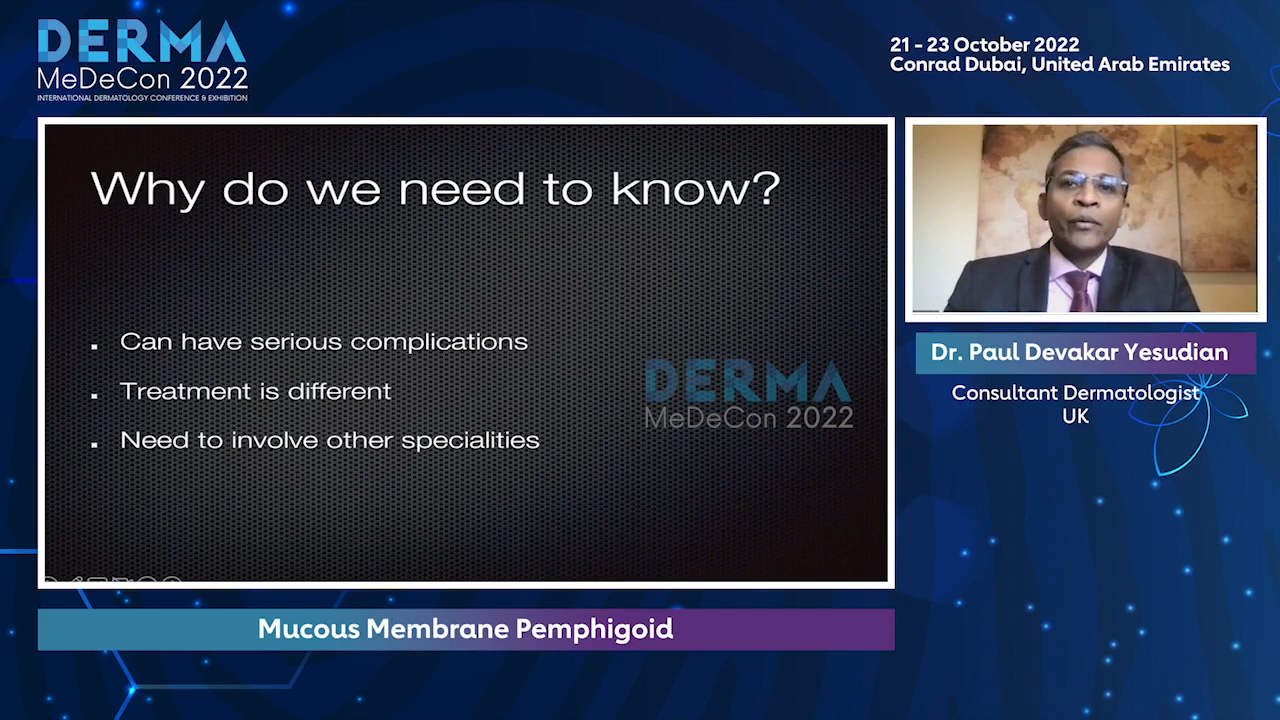 DERMA
MeDeCon 2022
INTERNATIONAL DERMATOLOGY CONFERENCE & EXHIBITION
21 - 23 October 2022
Conrad Dubai, United Arab Emirates
Why do we need to know?
Can have serious complications
Treatment is different
Need to involve other specialities
DERMA
MeDeCon 2022
Dr. Paul Devakar Yesudian
Consultant Dermatologist
UK
Mucous Membrane Pemphigoid